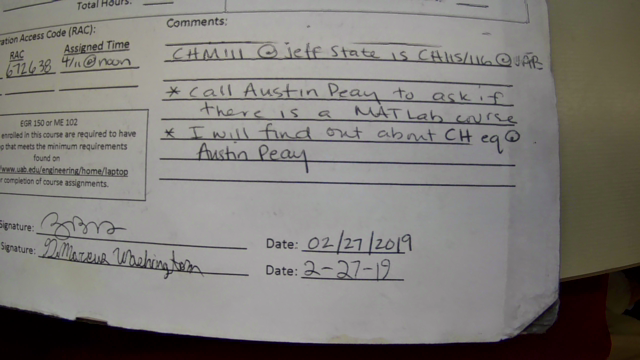 Total Hours:
Comments:
ation Access Code (RAC):
RAC Assigned Time
672638 4/11 @ noon
CHM111 @ jeff State is CH115/116 @ UAB
* call Austin Peay to ask if
there is a MATLab course
* I will find out about CH eq @
Austin Peay
EGR 150 or ME 102
enrolled in this course are required to have
p that meets the minimum requirements
found on
/www.uab.edu/engineering/home/laptop
r completion of course assignments.
Signature: Date: 02/27/2019
Signature: DeMarcus Washington Date: 2-27-19